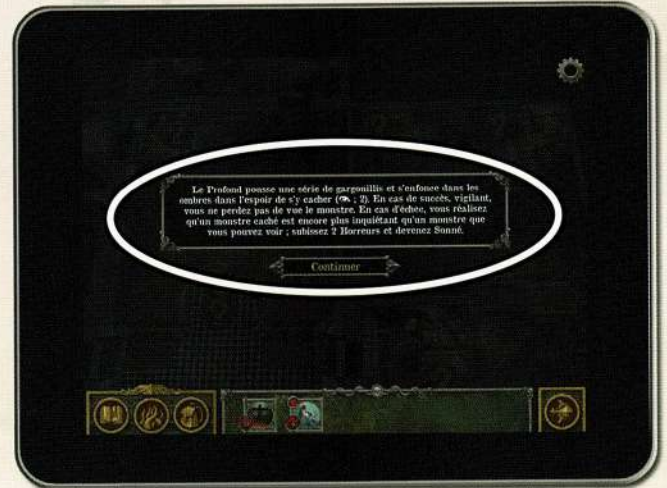 Le Profond pousse une série de gargouillis et s'enfonce dans les
ombres dans l'espoir de s'y cacher ( ; 2). En cas de succès, vigilant,
vous ne perdez pas de vue le monstre. En cas d'échec, vous réalisez
qu'un monstre caché est encore plus inquiétant qu'un monstre que
vous pouvez voir ; subissez 2 Horreurs et devenez Sonné.
Continuer